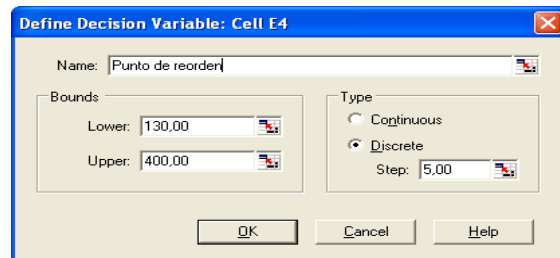 Define Decision Variable: Cell E4
Name: Punto de reorden
Bounds
Lower: 130,00
Upper: 400,00
Type
Continuous
Discrete
Step: 5,00
OK Cancel Help